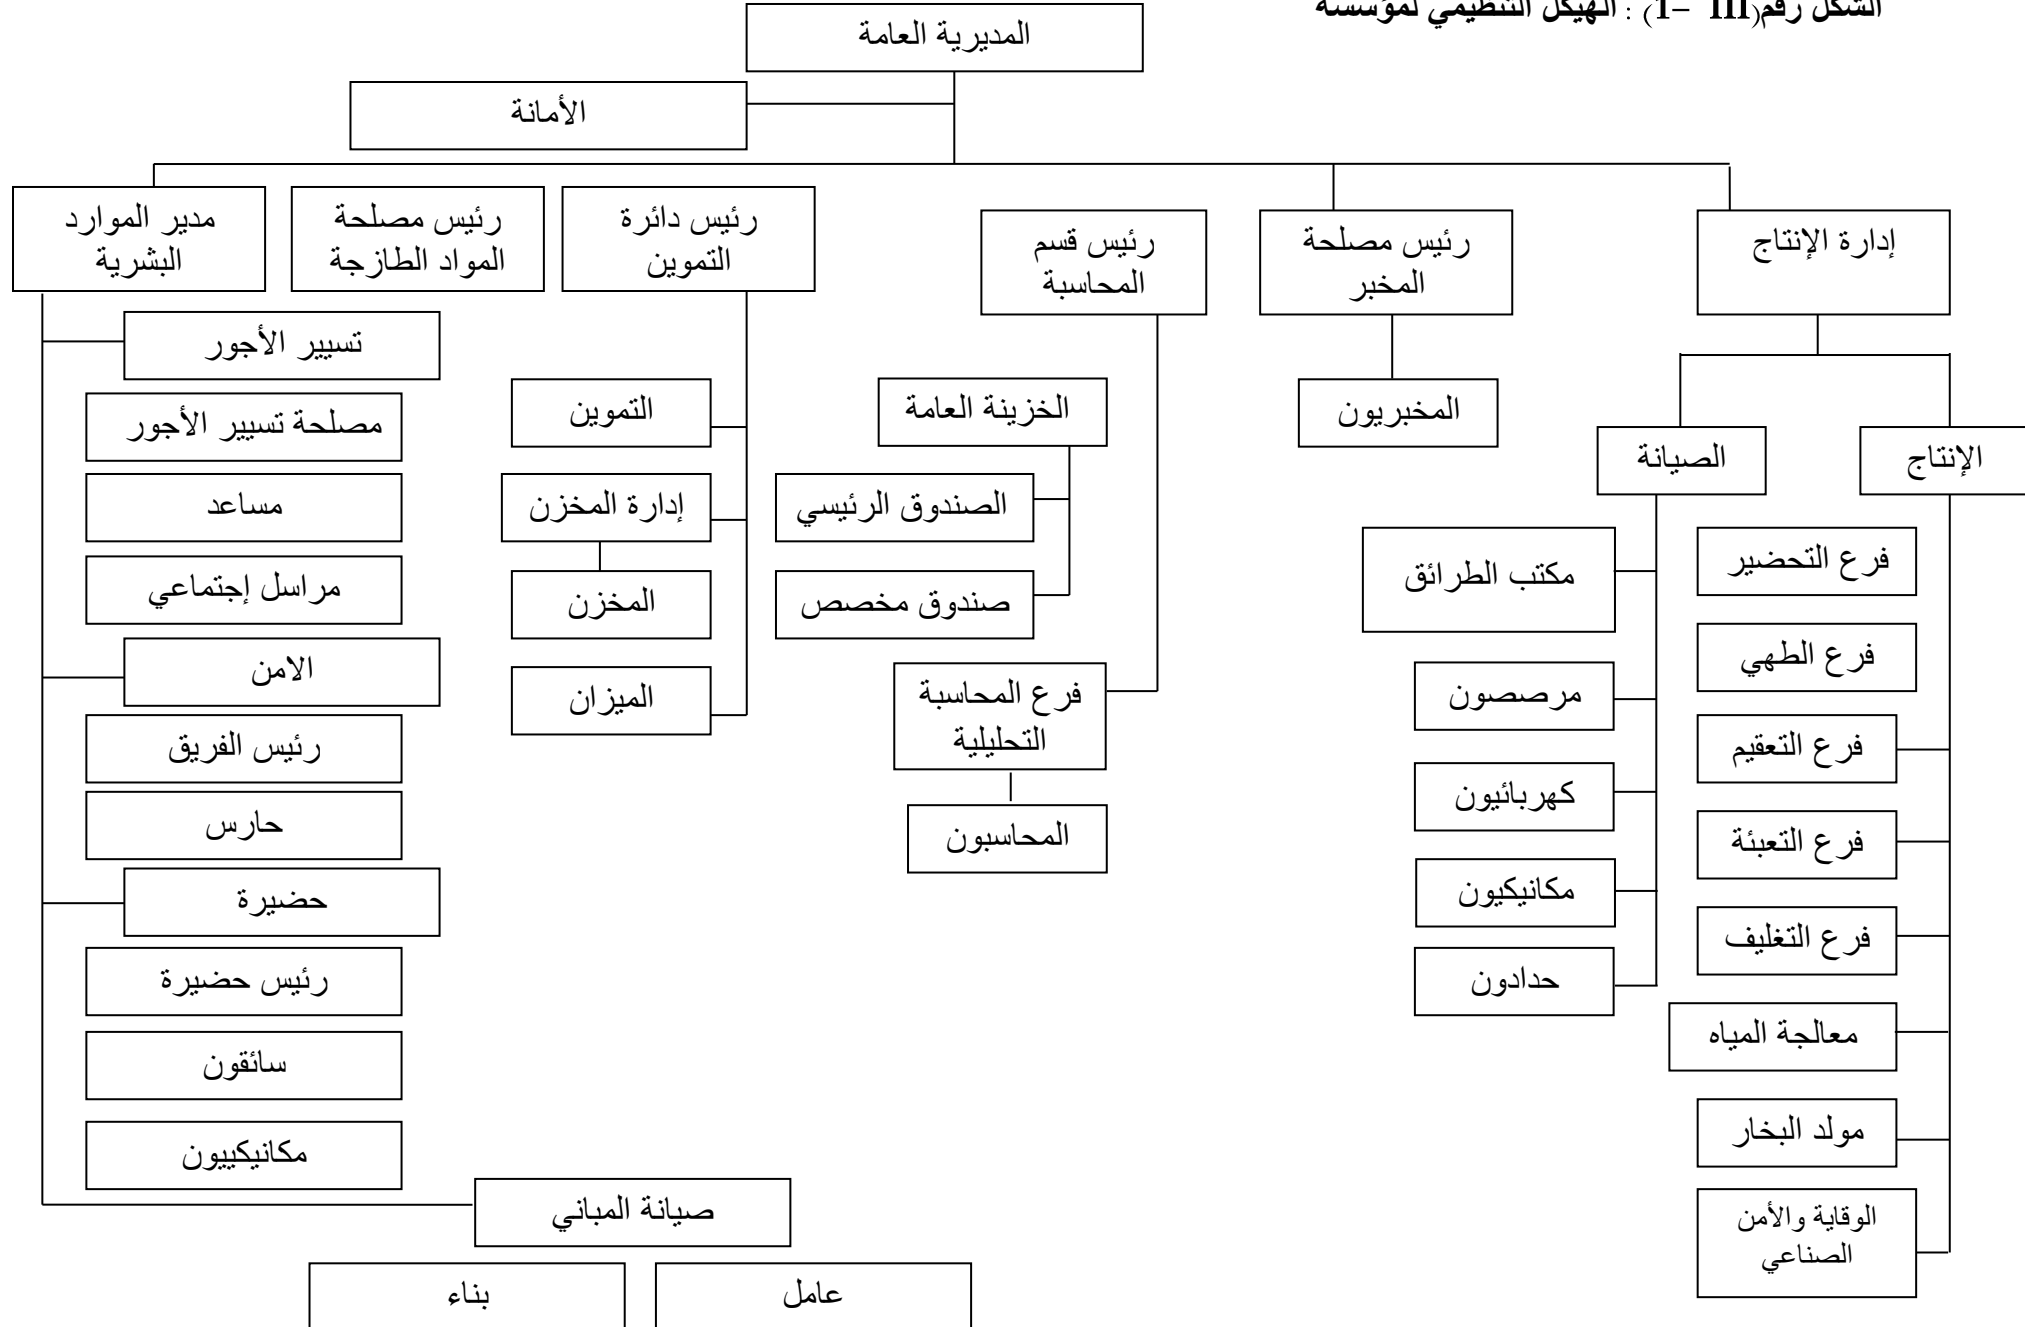 الشكل رقم(III –1) : الهيكل التنظيمي لمؤسسة
المديرية العامة
الأمانة
إدارة الإنتاج
رئيس مصلحة
المخبر
رئيس قسم
المحاسبة
رئيس دائرة
التموين
رئيس مصلحة
المواد الطازجة
مدير الموارد
البشرية
الإنتاج
فرع التحضير
فرع الطهي
فرع التعقيم
فرع التعبئة
فرع التغليف
معالجة المياه
مولد البخار
الوقاية والأمن
الصناعي
الصيانة
مكتب الطرائق
مرصصون
كهربائيون
مكانيكيون
حدادون
المخبريون
الخزينة العامة
الصندوق الرئيسي
صندوق مخصص
فرع المحاسبة
التحليلية
المحاسبون
التموين
إدارة المخزن
المخزن
الميزان
تسيير الأجور
مصلحة تسيير الأجور
مساعد
مراسل إجتماعي
الامن
رئيس الفريق
حارس
حضيرة
رئيس حضيرة
سائقون
مكانيكييون
صيانة المباني
عامل
بناء